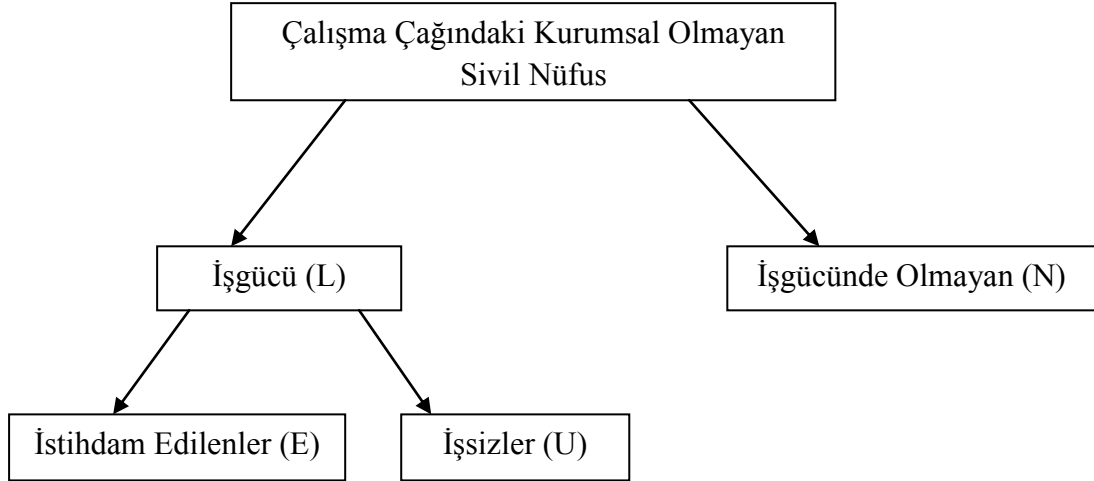 Çalışma Çağındaki Kurumsal Olmayan
Sivil Nüfus
İşgücü (L)
İşgücünde Olmayan (N)
İstihdam Edilenler (E)
İşsizler (U)